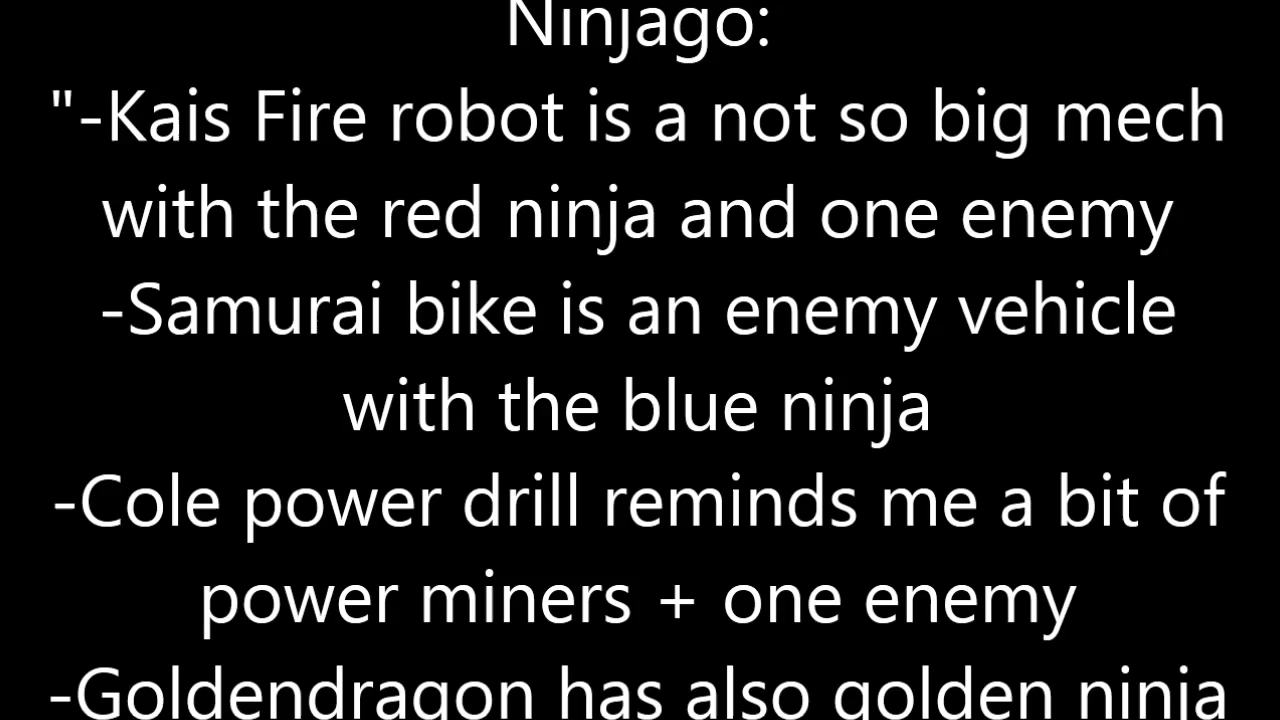 Ninjago:
"-Kais Fire robot is a not so big mech
with the red ninja and one enemy
-Samurai bike is an enemy vehicle
with the blue ninja
-Cole power drill reminds me a bit of
power miners + one enemy
-Goldendragon has also golden ninja